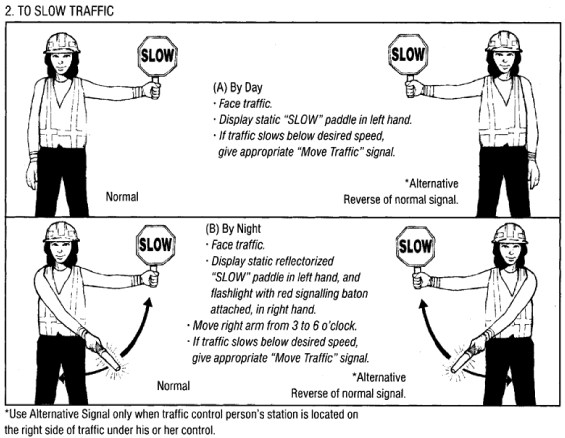 2. TO SLOW TRAFFIC
SLOW
SLOW
(A) By Day
· Face traffic.
· Display static “SLOW” paddle in left hand.
· If traffic slows below desired speed,
give appropriate “Move Traffic” signal.
Normal
*Alternative
Reverse of normal signal.
SLOW
SLOW
(B) By Night
· Face traffic.
· Display static reflectorized
“SLOW” paddle in left hand, and
flashlight with red signalling baton
attached, in right hand.
· Move right arm from 3 to 6 o’clock.
· If traffic slows below desired speed,
give appropriate “Move Traffic” signal.
Normal
*Alternative
Reverse of normal signal.
*Use Alternative Signal only when traffic control person’s station is located on
the right side of traffic under his or her control.